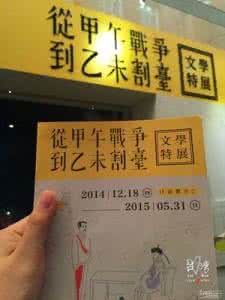 從甲午戰爭
到乙未割臺
文學
特展
從甲午戰爭
到乙未割臺
文學
特展
2014 | 12.18
2015 | 05.31